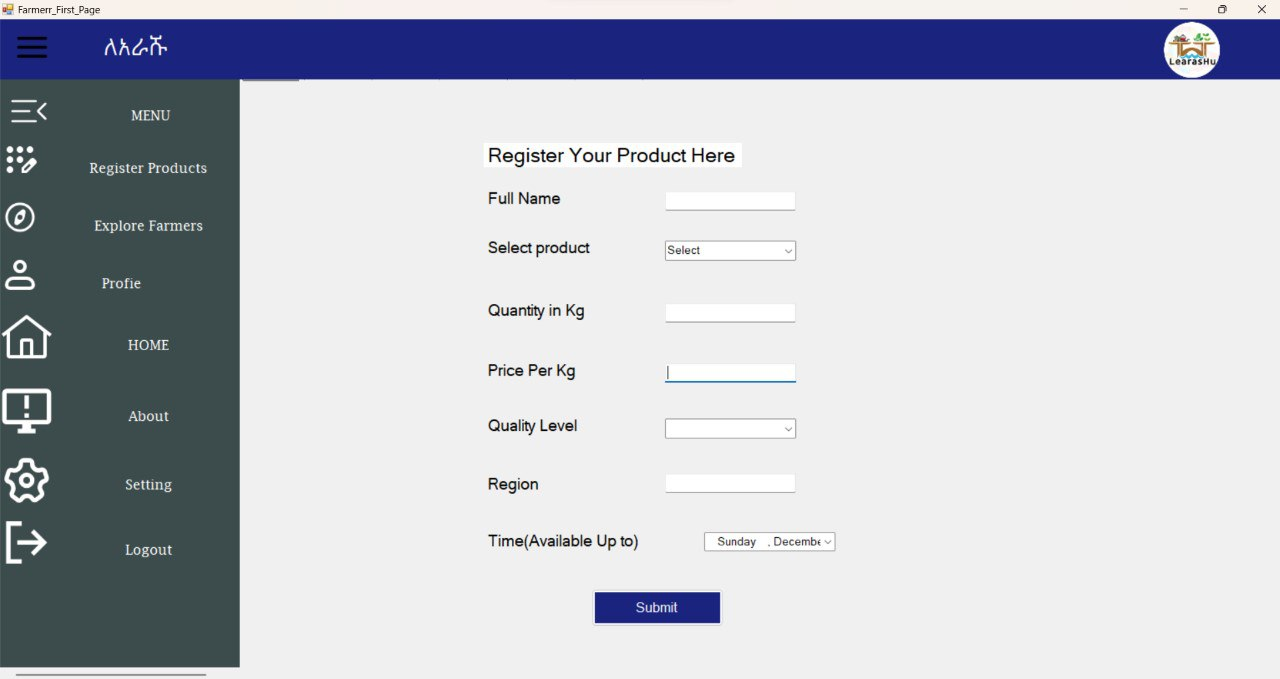 Farmerr_First_Page
ለአራሹ
LearasHu
MENU
Register Products
Explore Farmers
Profie
HOME
About
Setting
Logout
Register Your Product Here
Full Name
Select product
Select
Quantity in Kg
Price Per Kg
Quality Level
Region
Time(Available Up to)
Sunday , Decembe
Submit